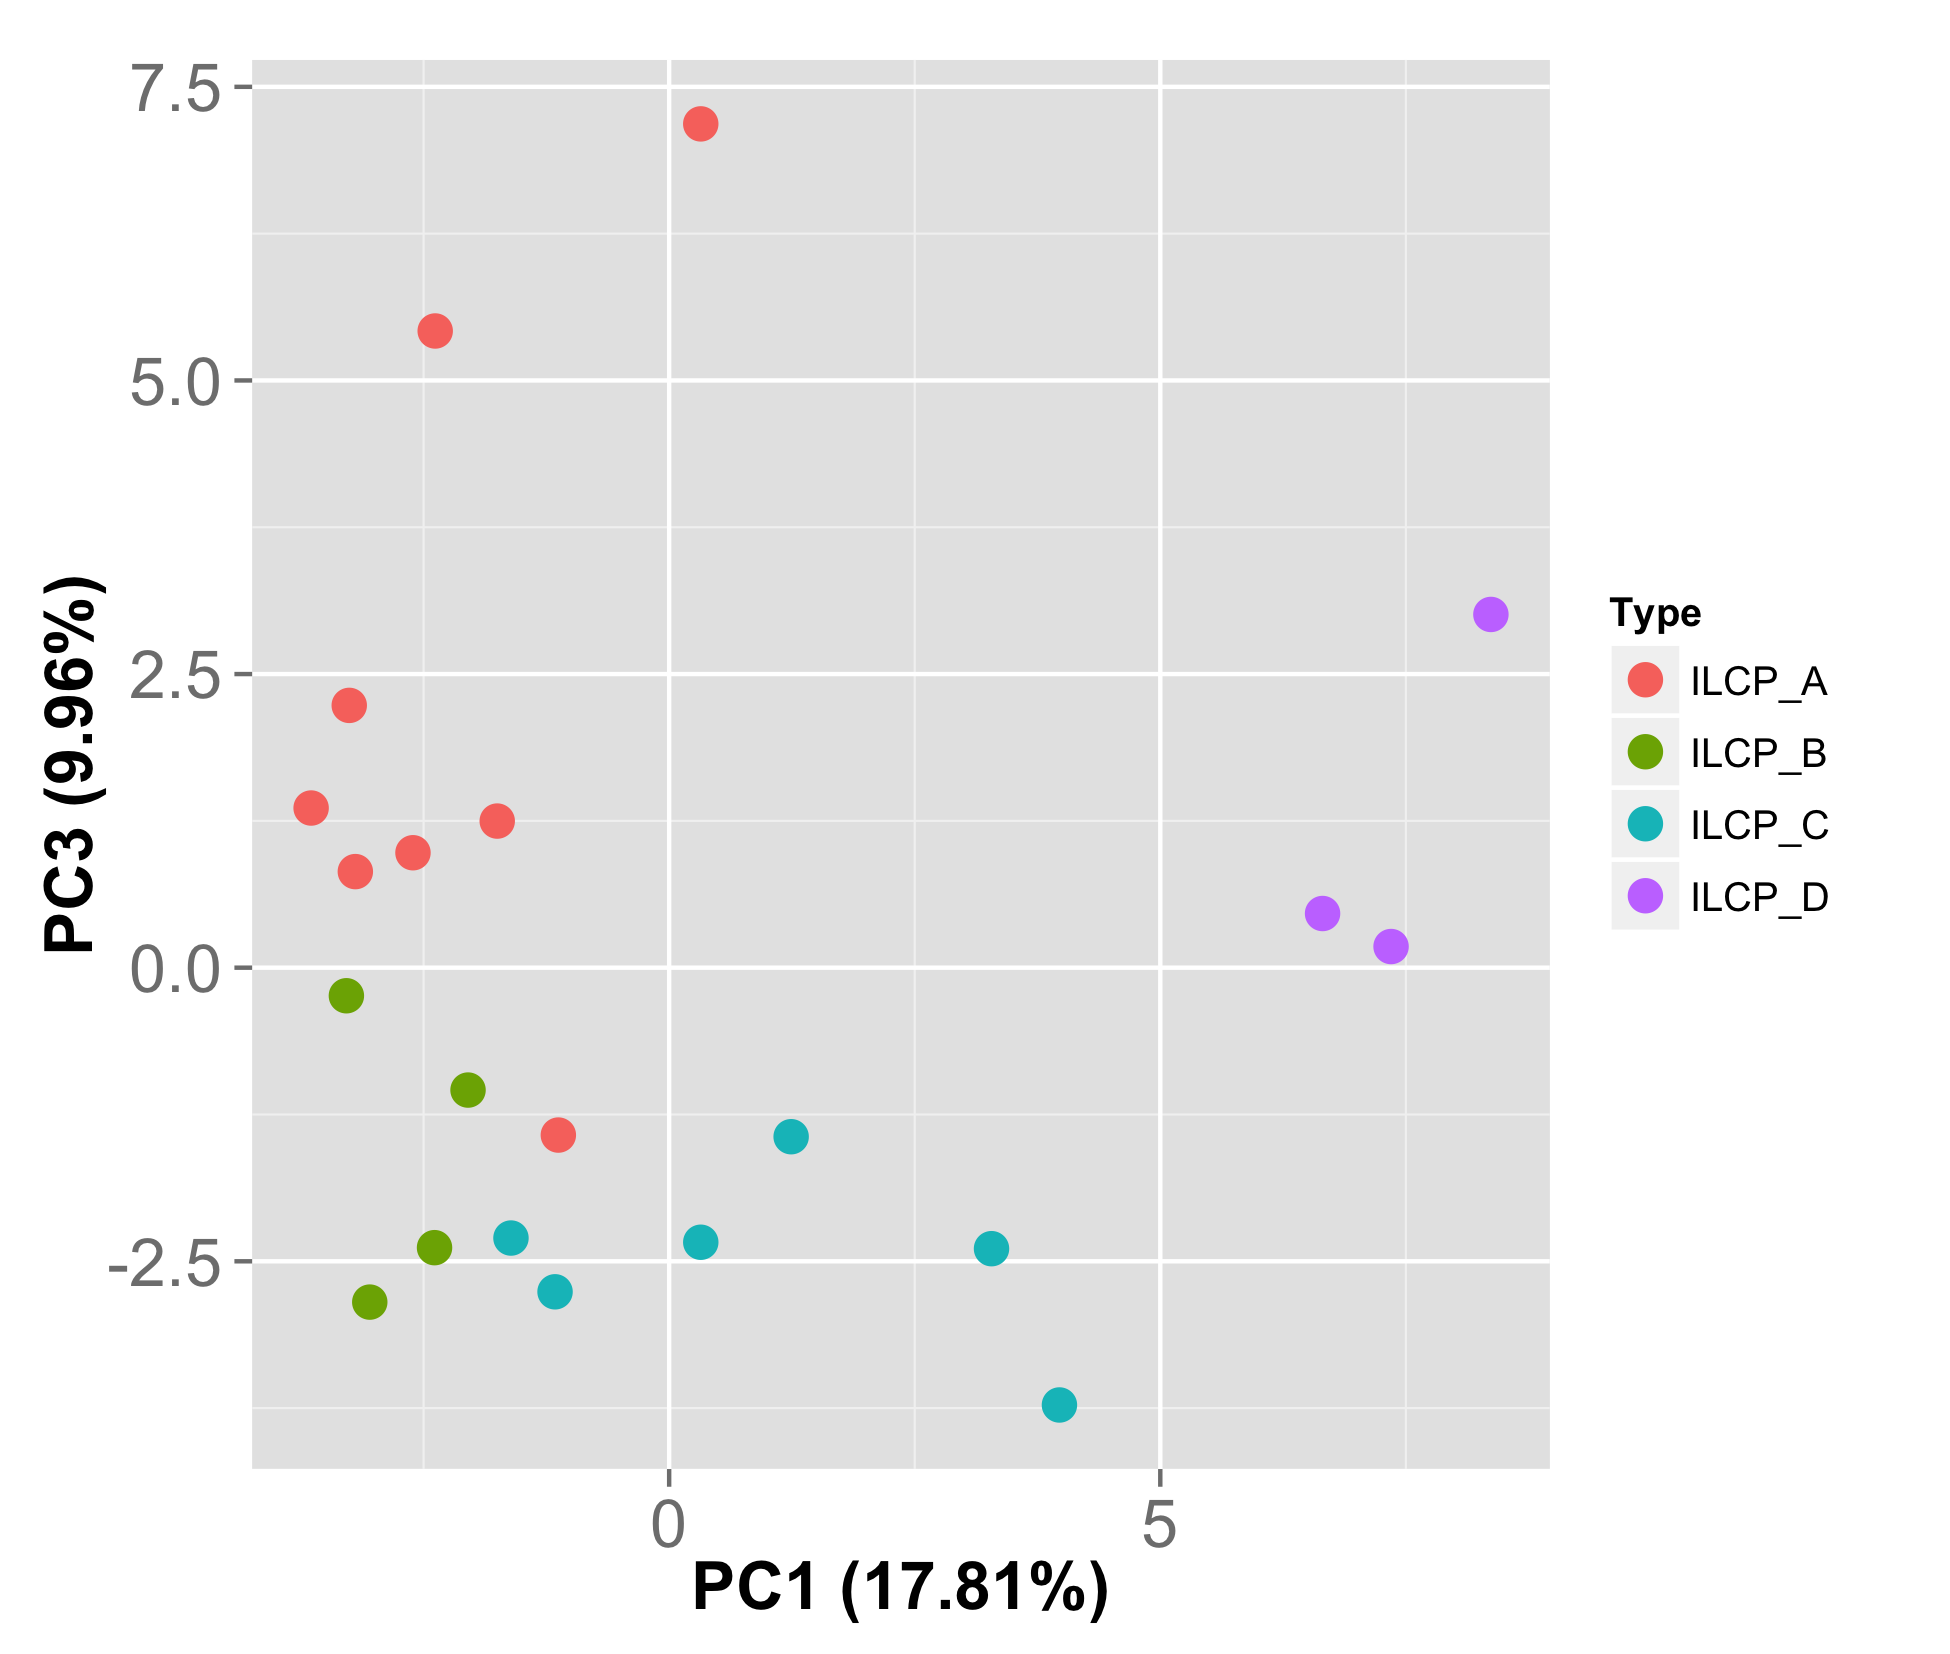 7.5
5.0
2.5
0.0
-2.5
PC3 (9.96%)
0
5
PC1 (17.81%)
Type
ILCP_A
ILCP_B
ILCP_C
ILCP_D